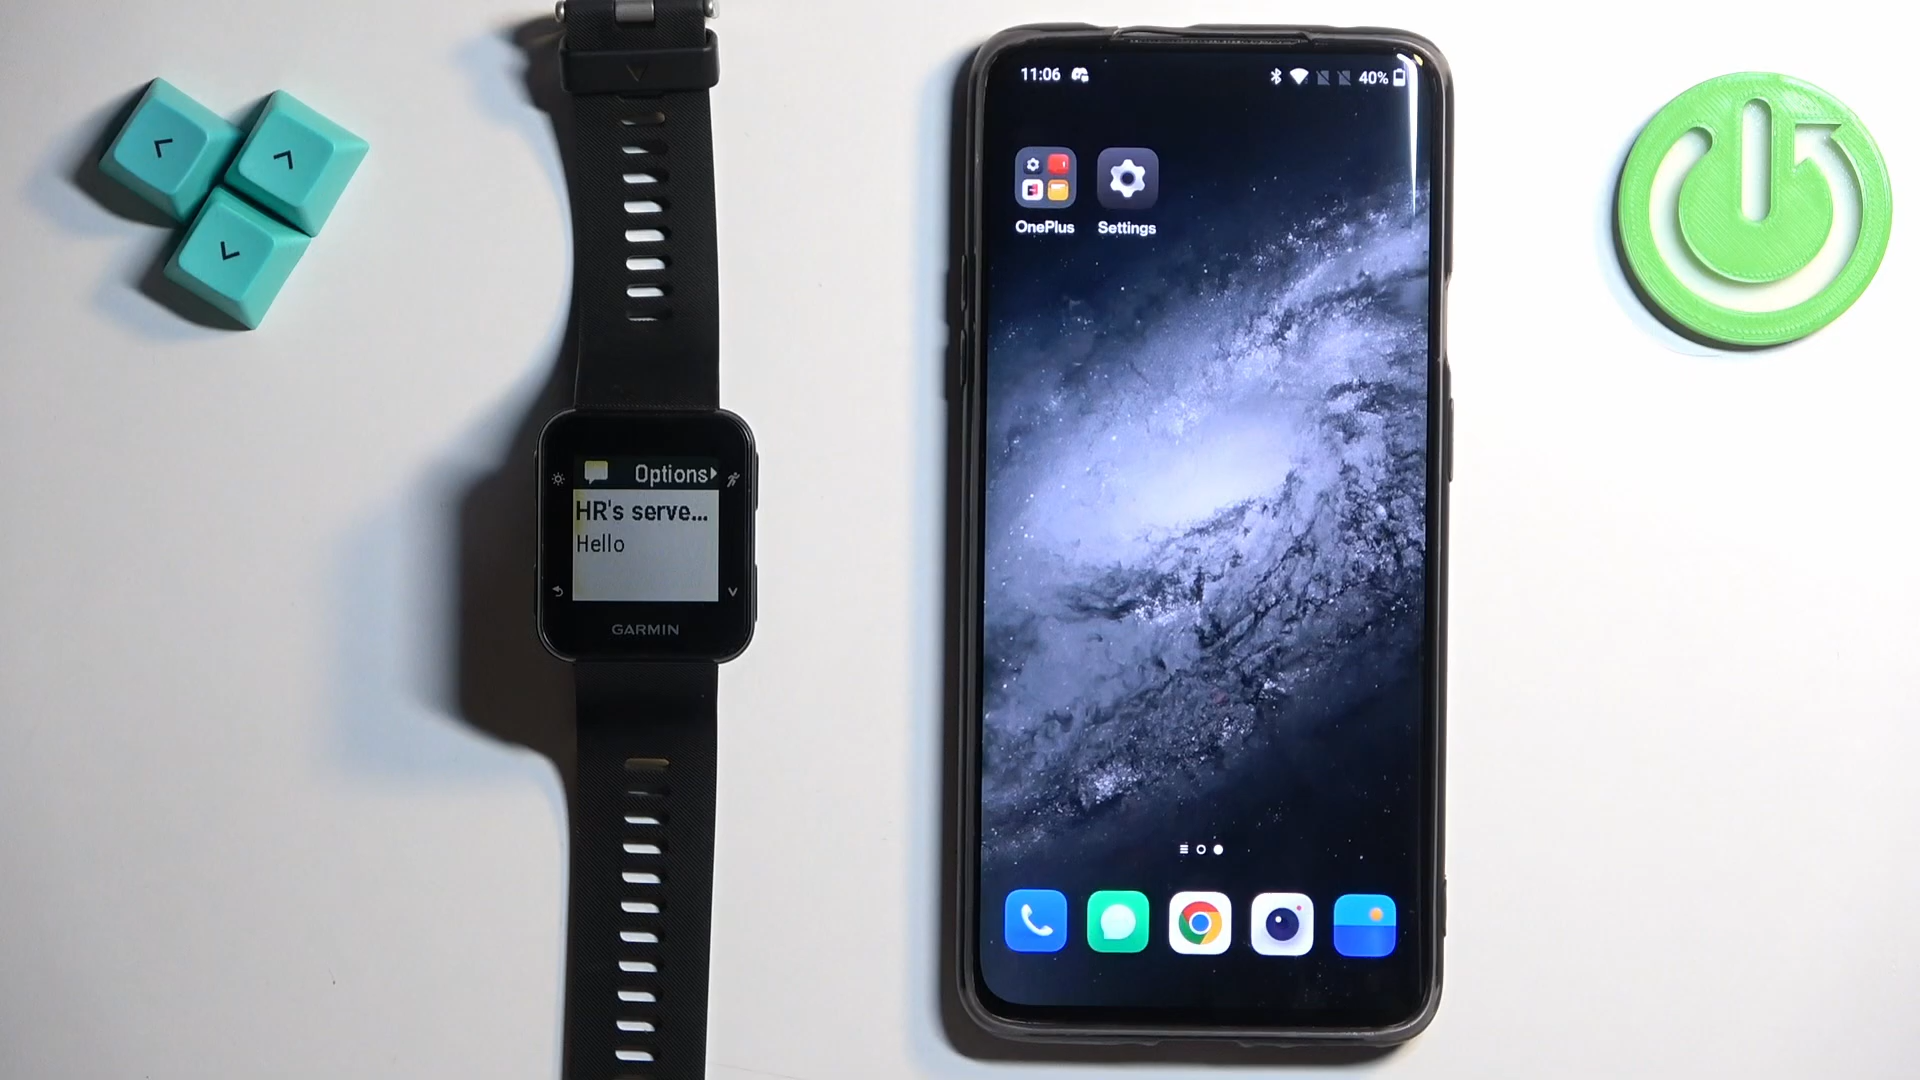 Options
HR's serve...
Hello
GARMIN
11:06
40%
OnePlus
Settings